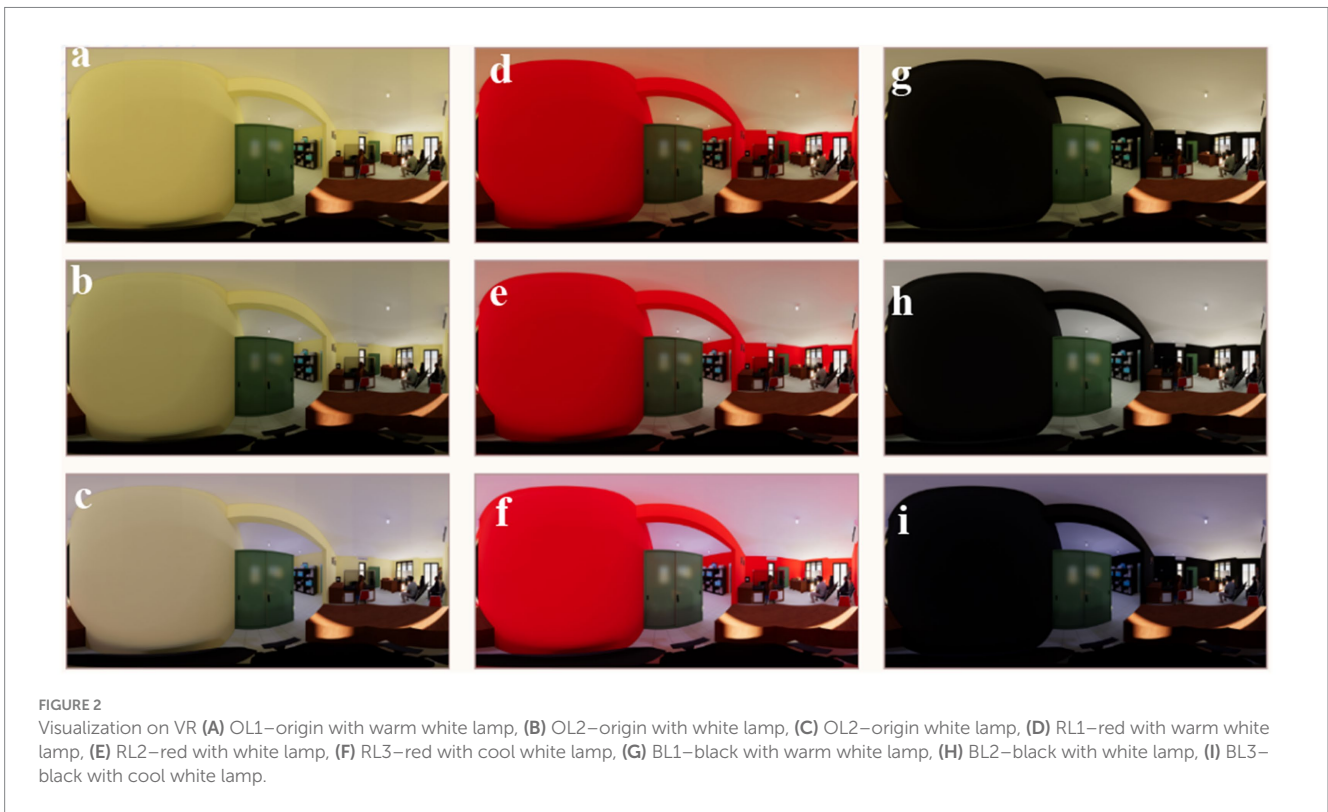 a
d
g
b
e
h
c
f
i
FIGURE 2
Visualization on VR (A) OL1–origin with warm white lamp, (B) OL2–origin with white lamp, (C) OL2–origin white lamp, (D) RL1–red with warm white
lamp, (E) RL2–red with white lamp, (F) RL3–red with cool white lamp, (G) BL1–black with warm white lamp, (H) BL2–black with white lamp, (I) BL3–
black with cool white lamp.